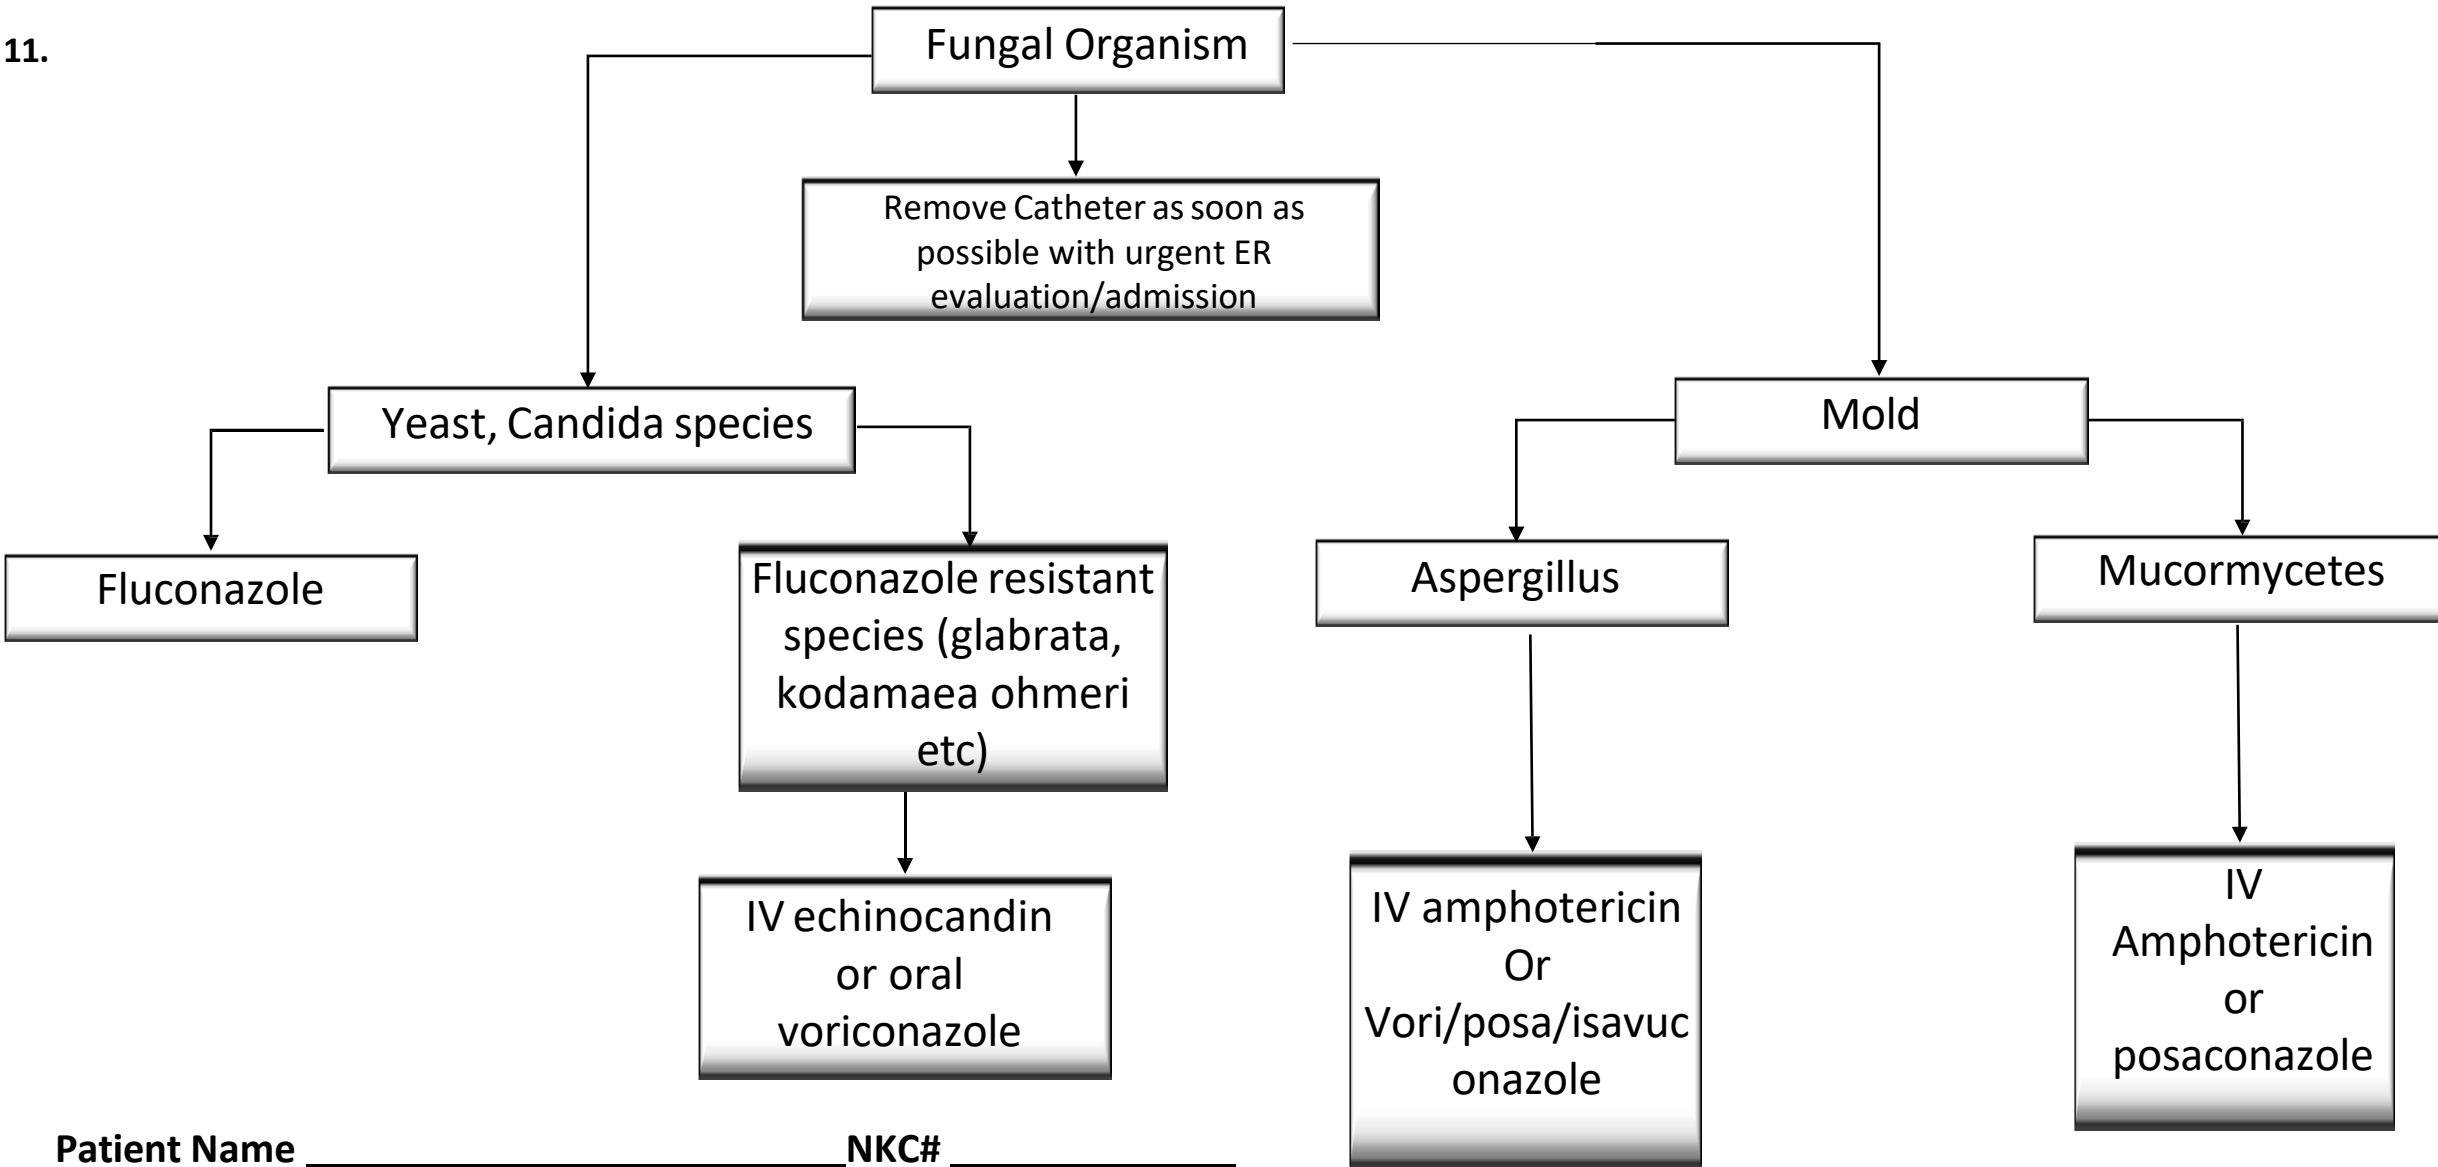 11.
Fungal Organism
Remove Catheter as soon as
possible with urgent ER
evaluation/admission
Yeast, Candida species
Mold
Fluconazole
Fluconazole resistant
species (glabrata,
kodamaea ohmeri
etc)
Aspergillus
Mucormycetes
IV echinocandin
or oral
voriconazole
IV amphotericin
Or
Vori/posa/isavuc
onazole
IV
Amphotericin
or
posaconazole
Patient Name ____________________ NKC# ____________